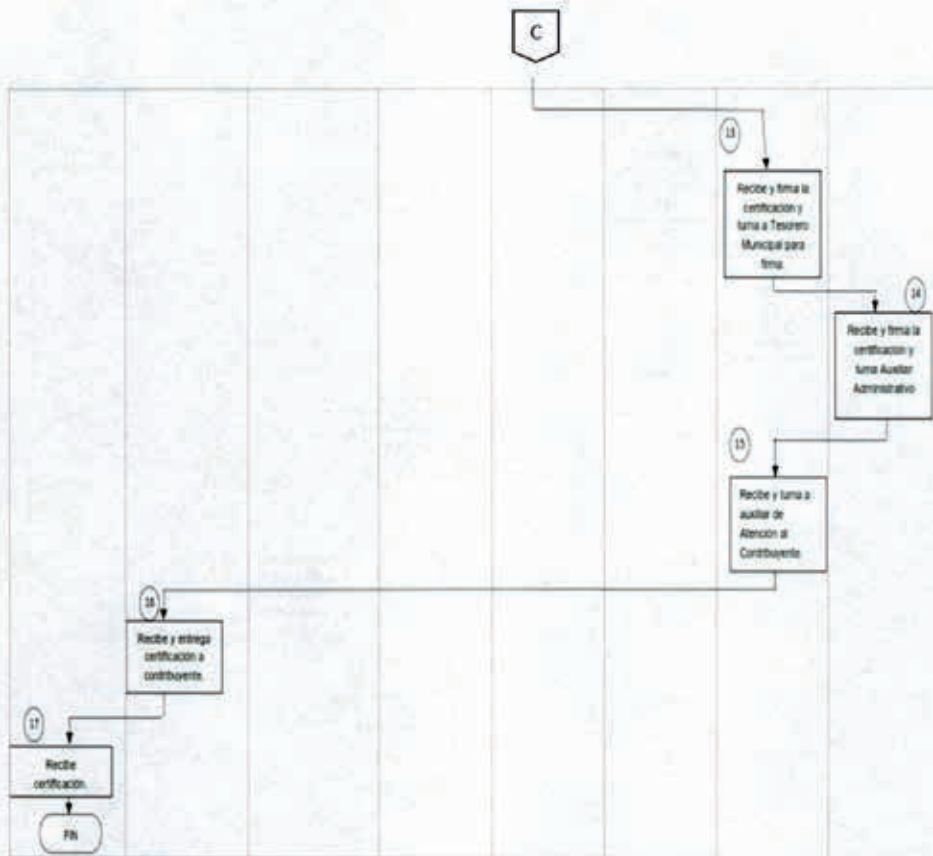 C
13
Recibe y firma la
certificación y
turna a Tesorero
Municipal para
firma.
14
Recibe y firma la
certificación y
turna Auxiliar
Administrativo
15
Recibe y turna a
auxiliar de
Atención al
Contribuyente.
16
Recibe y entrega
certificación a
contribuyente.
17
Recibe
certificación.
FIN